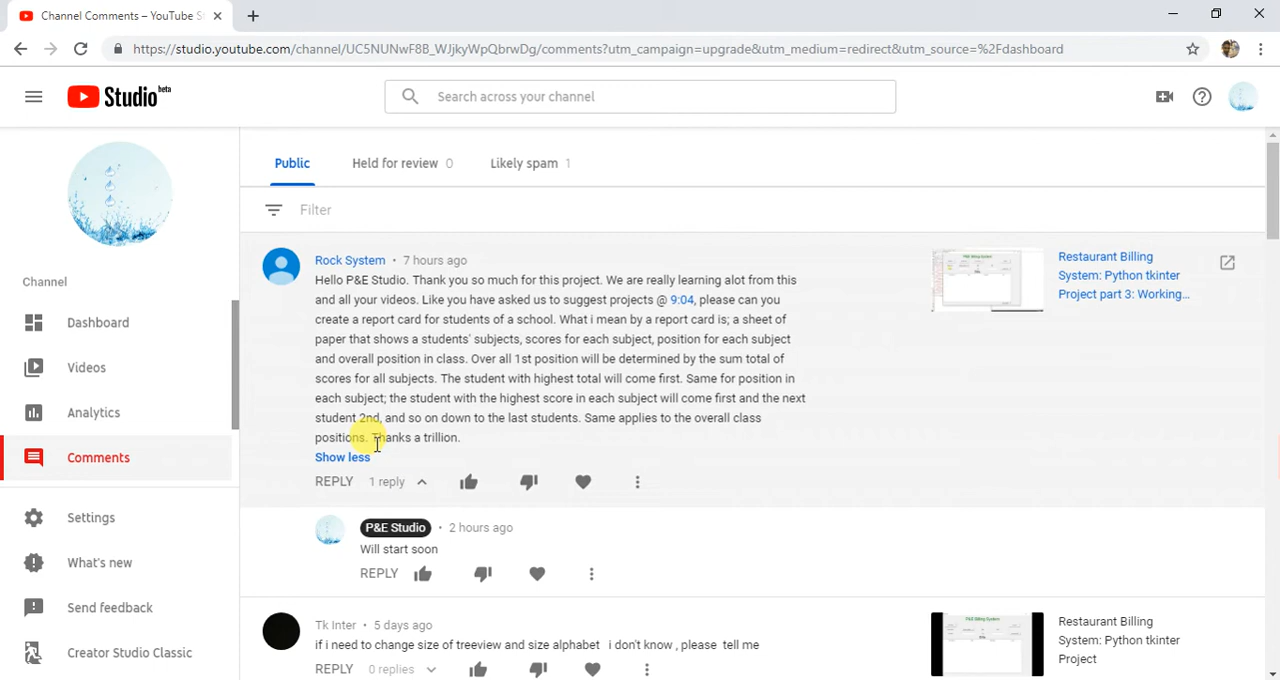 Channel Comments – YouTube S
https://studio.youtube.com/channel/UC5NUNwF8B_WJjkyWpQbrwDg/comments?utm_campaign=upgrade&utm_medium=redirect&utm_source=%2Fdashboard
Studio beta
Search across your channel
Public
Held for review 0
Likely spam 1
Filter
Channel
Dashboard
Videos
Analytics
Comments
Settings
What's new
Send feedback
Creator Studio Classic
Rock System • 7 hours ago
Hello P&E Studio. Thank you so much for this project. We are really learning alot from this
and all your videos. Like you have asked us to suggest projects @ 9:04, please can you
create a report card for students of a school. What i mean by a report card is; a sheet of
paper that shows a students' subjects, scores for each subject, position for each subject
and overall position in class. Over all 1st position will be determined by the sum total of
scores for all subjects. The student with highest total will come first. Same for position in
each subject; the student with the highest score in each subject will come first and the next
student 2nd, and so on down to the last students. Same applies to the overall class
positions. Thanks a trillion.
Show less
REPLY 1 reply
Restaurant Billing
System: Python tkinter
Project part 3: Working...
P&E Studio • 2 hours ago
Will start soon
REPLY
Tk Inter • 5 days ago
if i need to change size of treeview and size alphabet i don't know , please tell me
REPLY 0 replies
Restaurant Billing
System: Python tkinter
Project